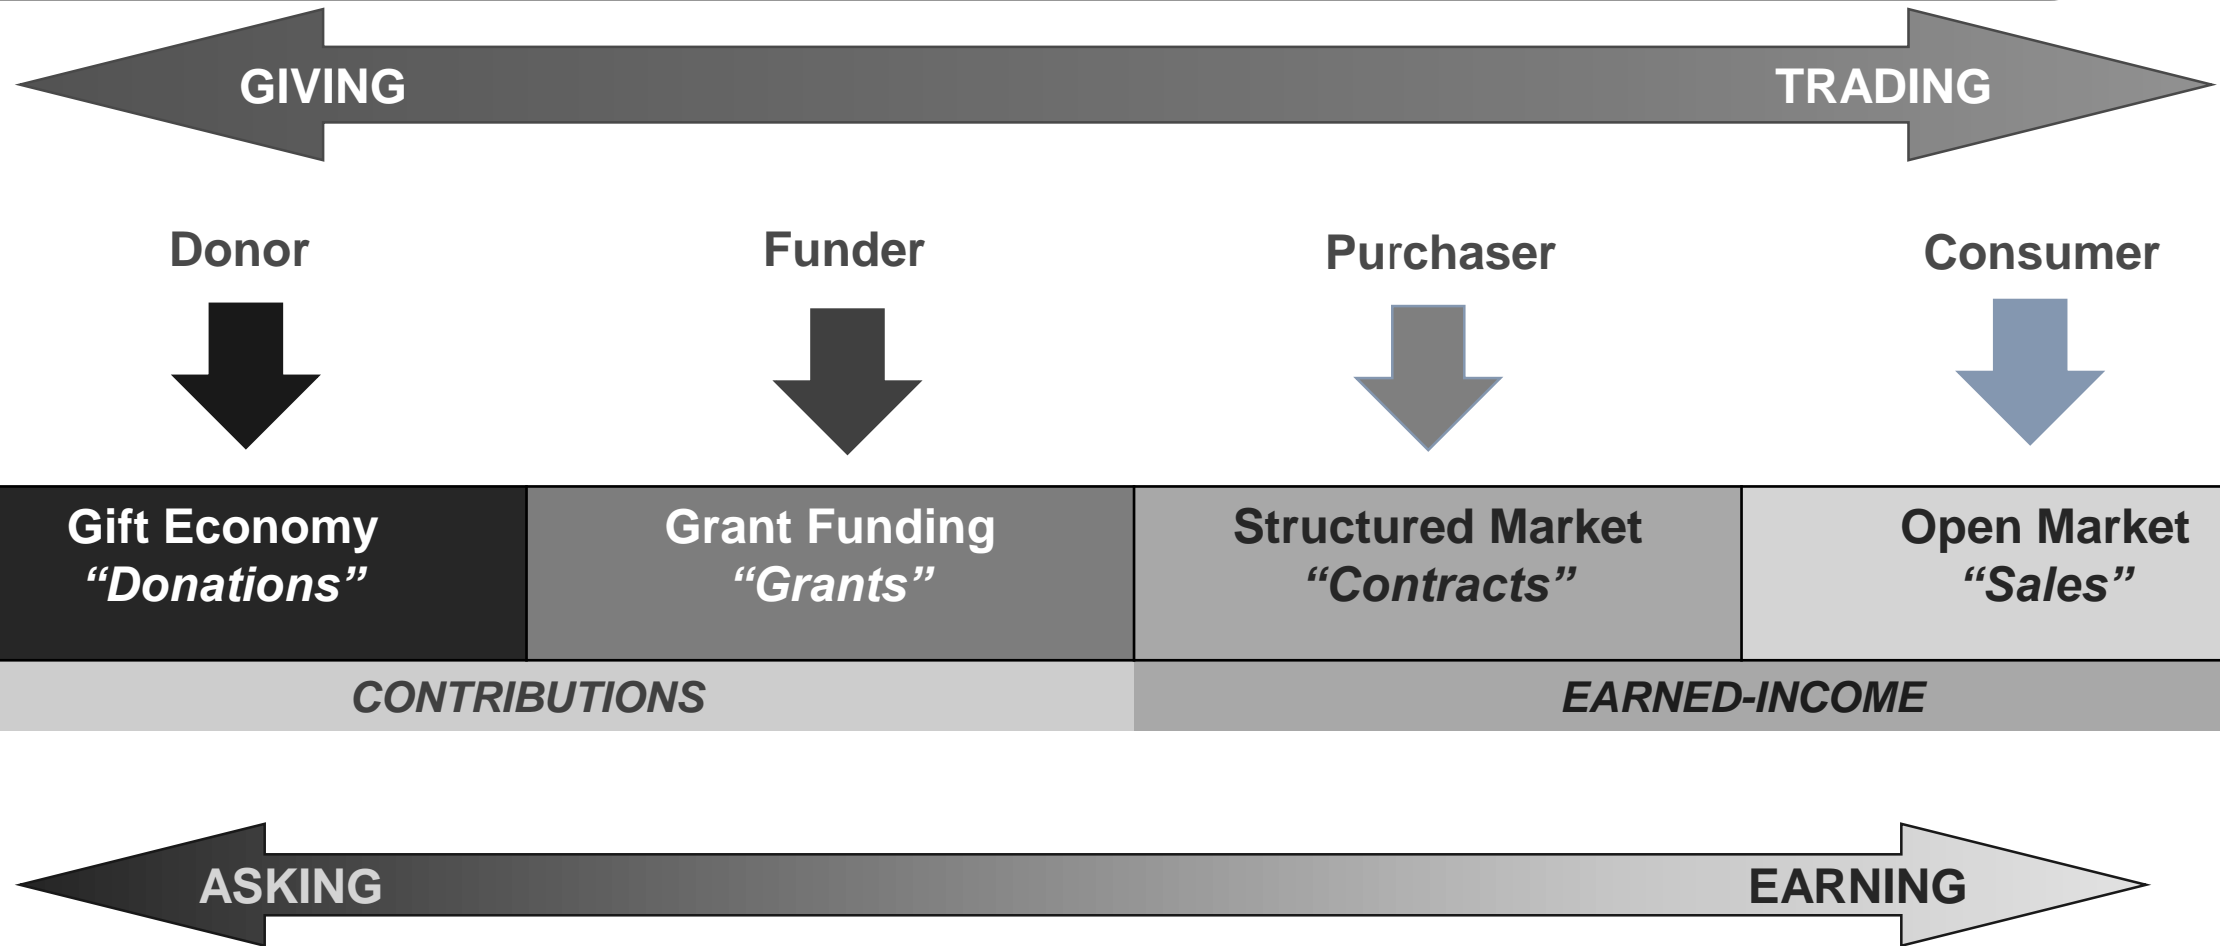 GIVING TRADING
Donor Funder Purchaser Consumer
Gift Economy Grant Funding Structured Market Open Market
“Donations” “Grants” “Contracts” “Sales”
CONTRIBUTIONS EARNED-INCOME
ASKING EARNING